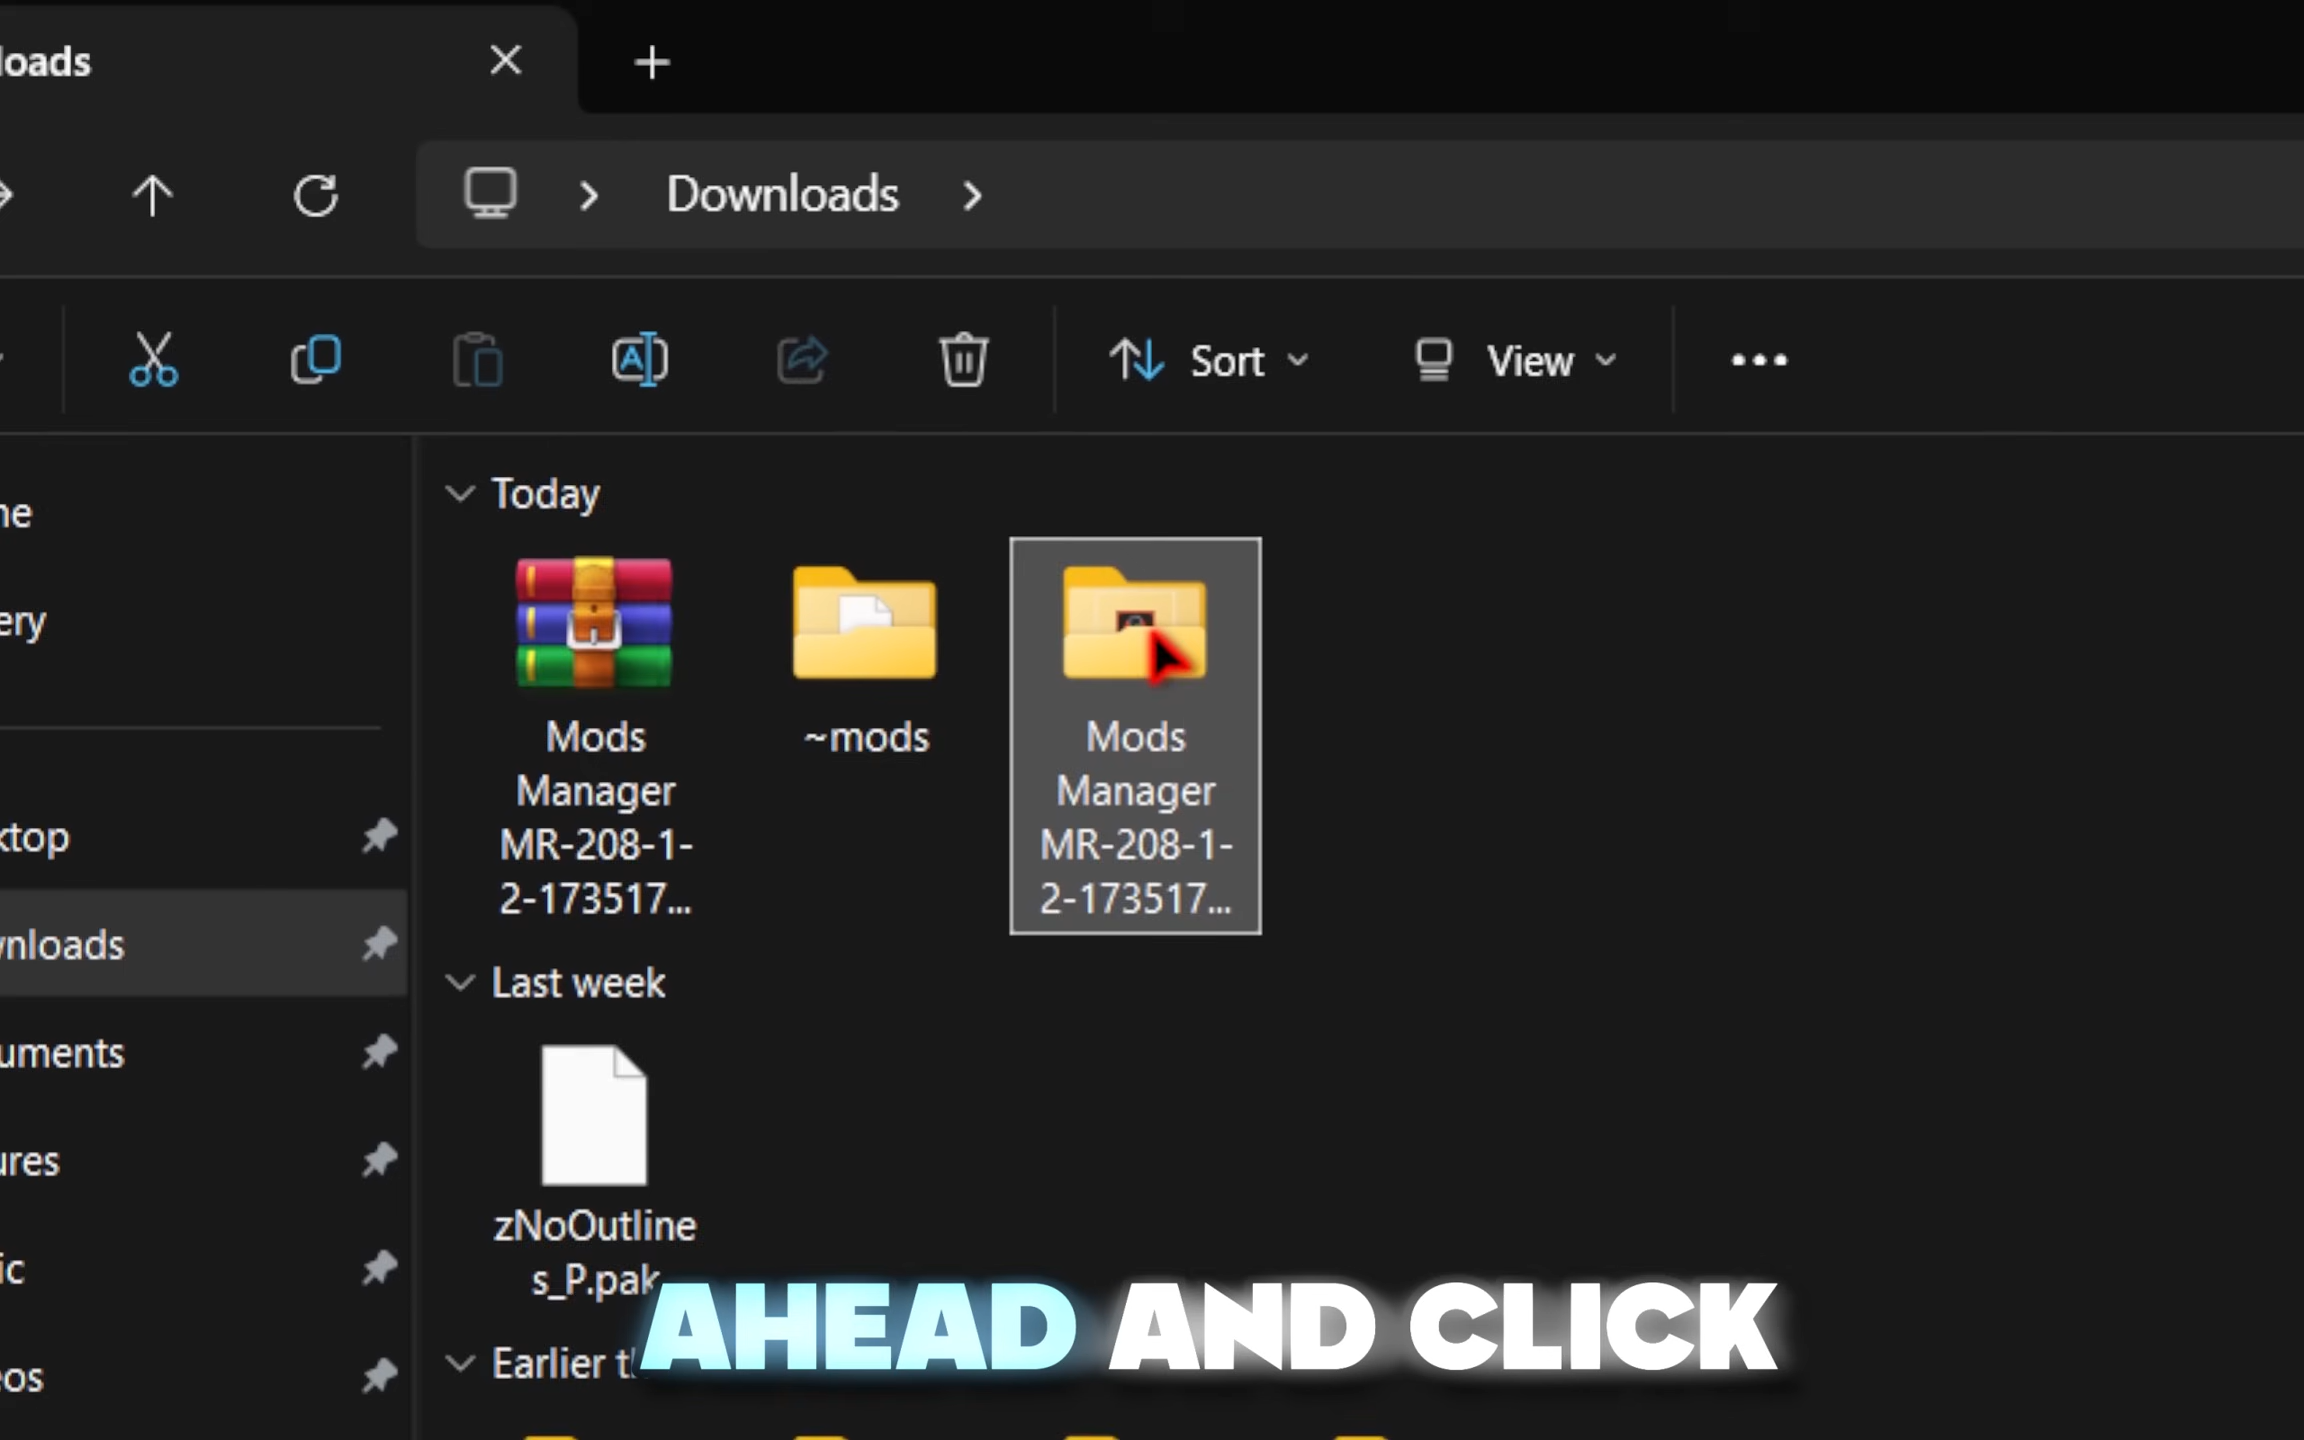 loads
Downloads
Sort
View
Today
ne
ery
Mods
Manager
MR-208-1-
2-173517...
~mods
Mods
Manager
MR-208-1-
2-173517...
ktop
Last week
wnloads
uments
zNoOutline
s_P.pak
ures
ic
AHEAD AND CLICK
Earlier t
eos